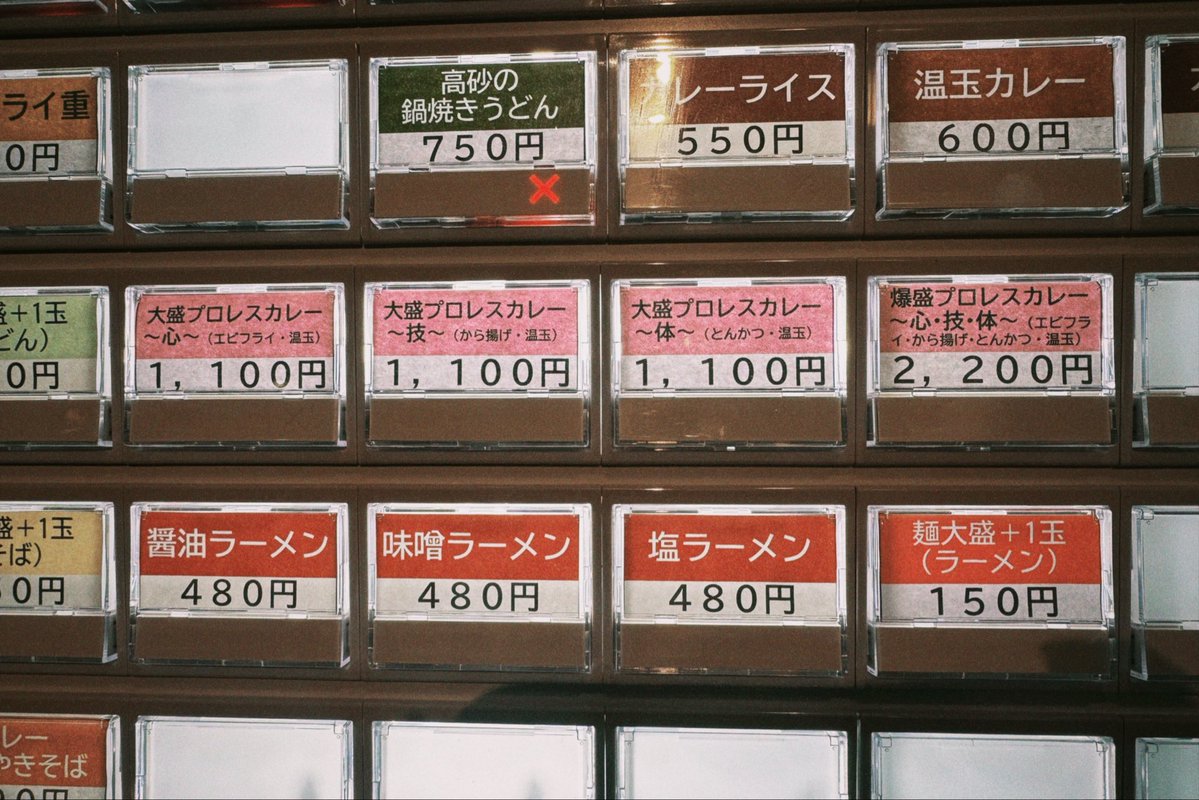 ライ重
0円
高砂の
鍋焼きうどん
750円
カレーライス
550円
温玉カレー
600円
盛+1玉
どん)
0円
大盛プロレスカレー
～心～(エビフライ・温玉)
1,100円
大盛プロレスカレー
～技～(から揚げ・温玉)
1,100円
大盛プロレスカレー
～体～(とんかつ・温玉)
1,100円
爆盛プロレスカレー
～心・技・体～(エビフラ
イ・から揚げ・とんかつ・温玉)
2,200円
盛+1玉
そば)
50円
醤油ラーメン
480円
味噌ラーメン
480円
塩ラーメン
480円
麺大盛+1玉
(ラーメン)
150円
レー
やきそば